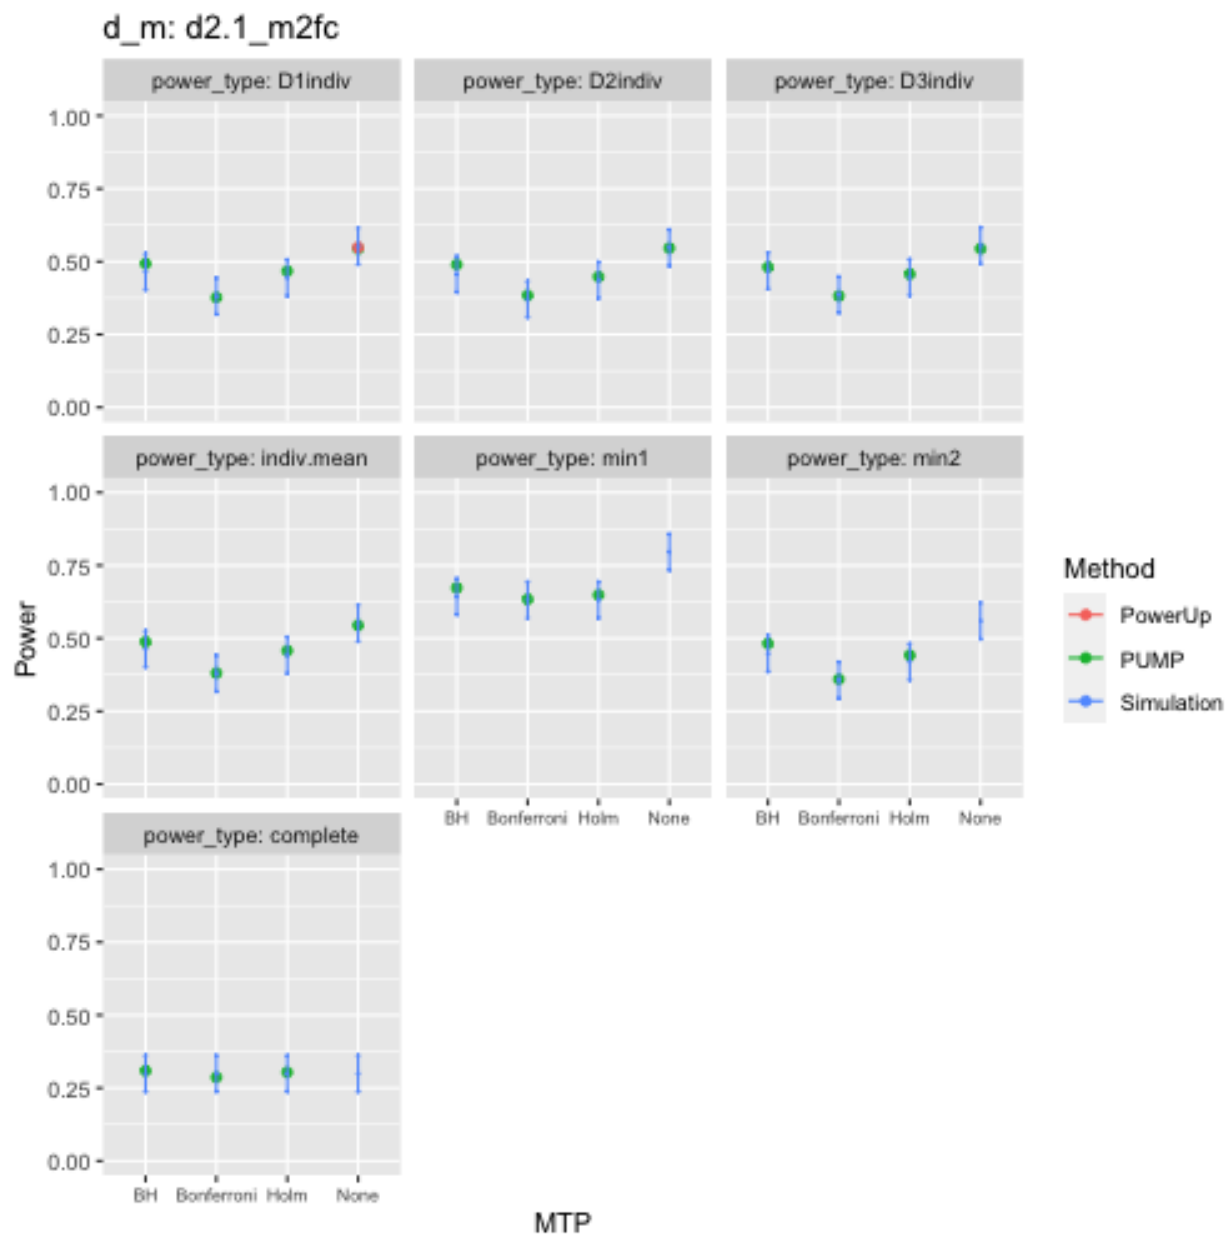 d_m: d2.1_m2fc
power_type: D1indiv
power_type: D2indiv
power_type: D3indiv
1.00
0.75
0.50
0.25
0.00
power_type: indiv.mean
power_type: min1
power_type: min2
1.00
0.75
0.50
0.25
0.00
Power
BH Bonferroni Holm None
BH Bonferroni Holm None
power_type: complete
1.00
0.75
0.50
0.25
0.00
BH Bonferroni Holm None
MTP
Method
PowerUp
PUMP
Simulation